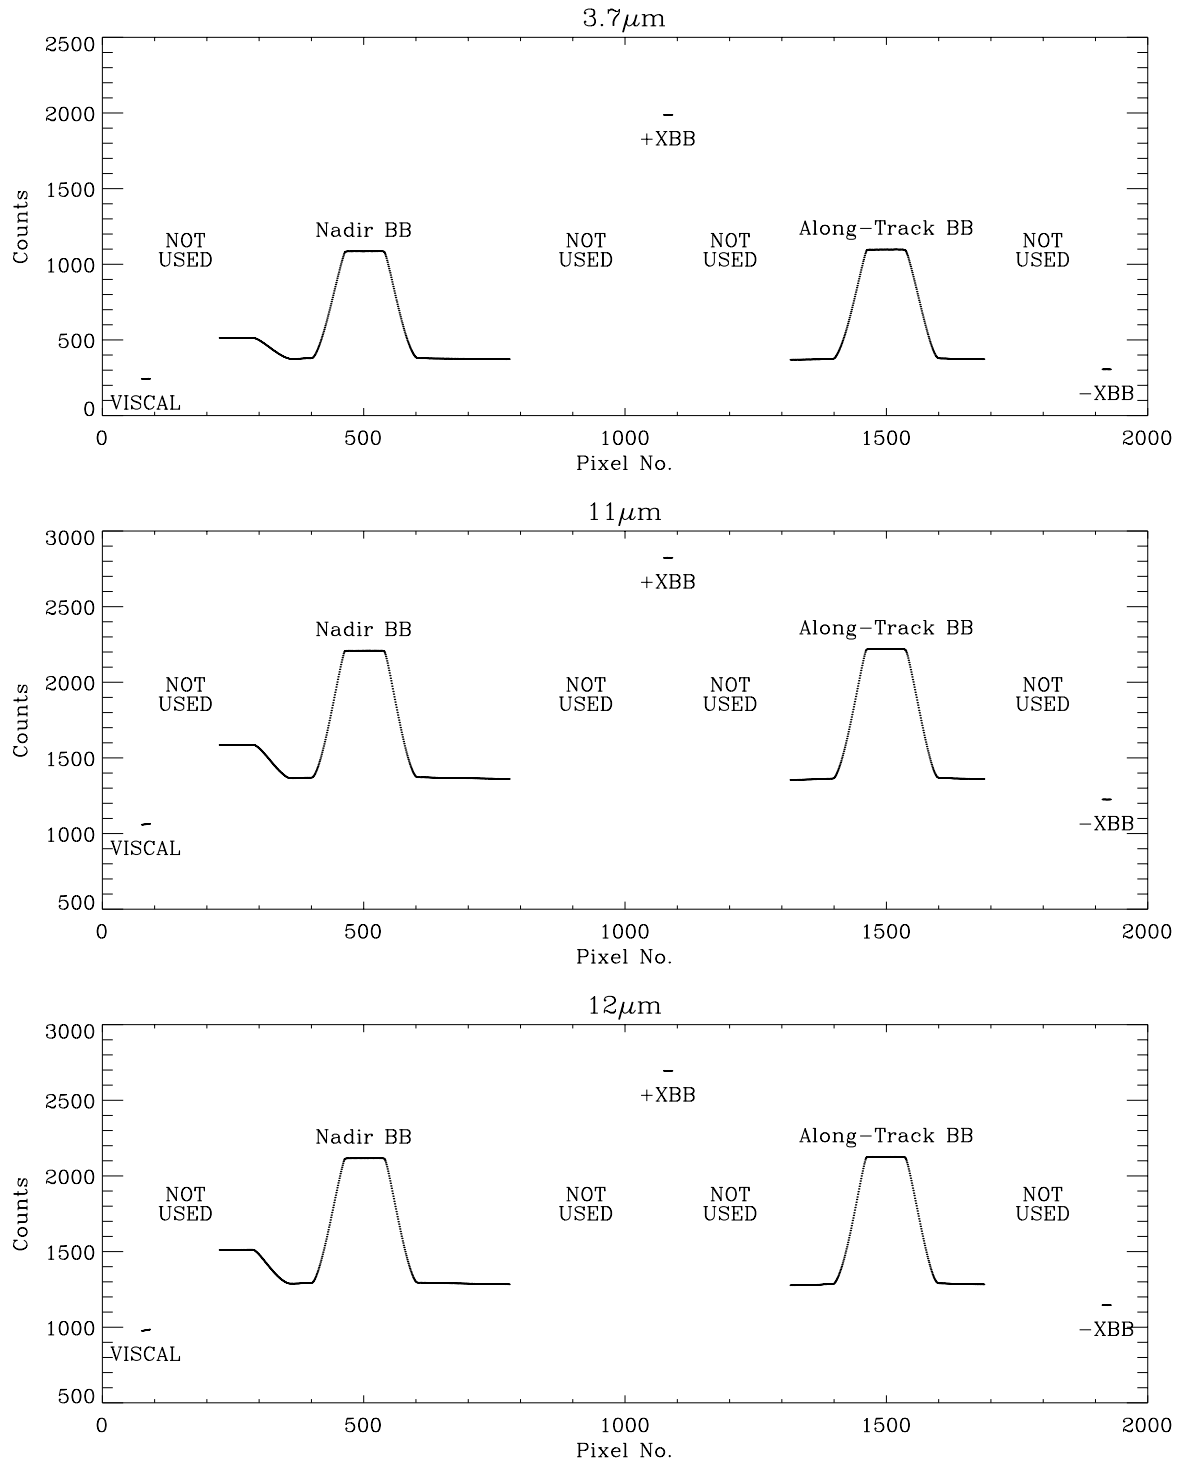 3.7μm
2500
2000
1500
1000
500
0
Counts
+XBB
Nadir BB
Along-Track BB
NOT
USED
NOT
USED
NOT
USED
NOT
USED
VISCAL
-XBB
0 500 1000 1500 2000
Pixel No.
11μm
3000
2500
2000
1500
1000
500
Counts
+XBB
Nadir BB
Along-Track BB
NOT
USED
NOT
USED
NOT
USED
NOT
USED
VISCAL
-XBB
0 500 1000 1500 2000
Pixel No.
12μm
3000
2500
2000
1500
1000
500
Counts
+XBB
Nadir BB
Along-Track BB
NOT
USED
NOT
USED
NOT
USED
NOT
USED
VISCAL
-XBB
0 500 1000 1500 2000
Pixel No.